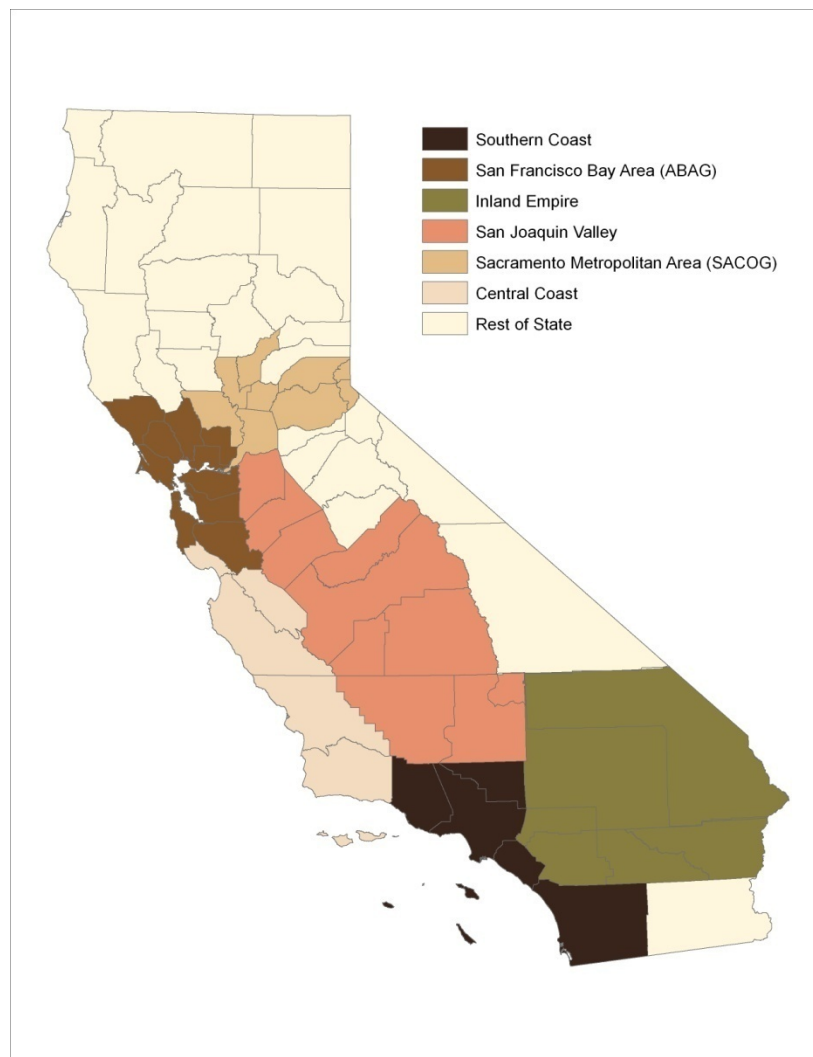 Southern Coast
San Francisco Bay Area (ABAG)
Inland Empire
San Joaquin Valley
Sacramento Metropolitan Area (SACOG)
Central Coast
Rest of State